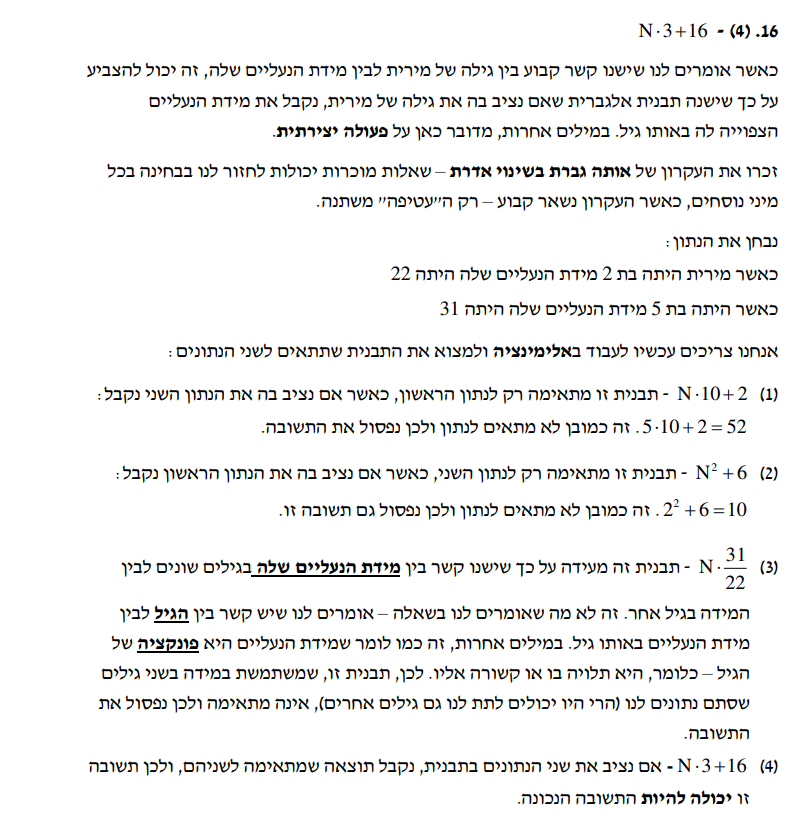 16. (4) - N·3+16
כאשר אומרים לנו שישנו קשר קבוע בין גילה של מירית לבין מידת הנעליים שלה, זה יכול להצביע
על כך שישנה תבנית אלגברית שאם נציב בה את גילה של מירית, נקבל את מידת הנעליים
הצפוייה לה באותו גיל. במילים אחרות, מדובר כאן על פעולה יצירתית.
זכרו את העקרון של אותה גברת בשינוי אדרת – שאלות מוכרות יכולות לחזור לנו בבחינה בכל
מיני נוסחים, כאשר העקרון נשאר קבוע – רק ה״עטיפה״ משתנה.
נבחן את הנתון:
כאשר מירית היתה בת 2 מידת הנעליים שלה היתה 22
כאשר היתה בת 5 מידת הנעליים שלה היתה 31
אנחנו צריכים עכשיו לעבוד באלימינציה ולמצוא את התבנית שתתאים לשני הנתונים:
(1) N·10+2 - תבנית זו מתאימה רק לנתון הראשון, כאשר אם נציב בה את הנתון השני נקבל:
5·10+2=52. זה כמובן לא מתאים לנתון ולכן נפסול את התשובה.
(2) N²+6 - תבנית זו מתאימה רק לנתון השני, כאשר אם נציב בה את הנתון הראשון נקבל:
2²+6=10. זה כמובן לא מתאים לנתון ולכן נפסול גם תשובה זו.
(3) N·31/22 - תבנית זה מעידה על כך שישנו קשר בין מידת הנעליים שלה בגילים שונים לבין
המידה בגיל אחר. זה לא מה שאומרים לנו בשאלה – אומרים לנו שיש קשר בין הגיל לבין
מידת הנעליים באותו גיל. במילים אחרות, זה כמו לומר שמידת הנעליים היא פונקציה של
הגיל – כלומר, היא תלויה בו או קשורה אליו. לכן, תבנית זו, שמשתמשת במידה בשני גילים
שסתם נתונים לנו (הרי היו יכולים לתת לנו גם גילים אחרים), אינה מתאימה ולכן נפסול את
התשובה.
(4) N·3+16 - אם נציב את שני הנתונים בתבנית, נקבל תוצאה שמתאימה לשניהם, ולכן תשובה
זו יכולה להיות התשובה הנכונה.